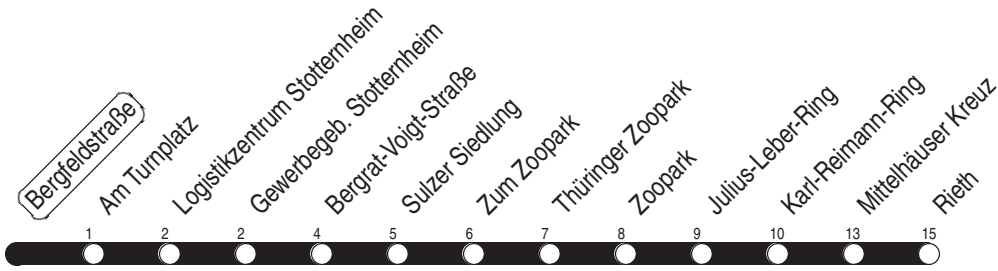 Bergfeldstraße
Am Turnplatz
Logistikzentrum Stotternheim
Gewerbegeb. Stotternheim
Bergrat-Voigt-Straße
Sulzer Siedlung
Zum Zoopark
Thüringer Zoopark
Zoopark
Julius-Leber-Ring
Karl-Reimann-Ring
Mittelhäuser Kreuz
Rieth
1 2 2 4 5 6 7 8 9 10 13 15